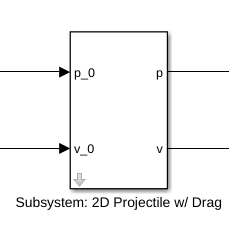 p_0 p
v_0 v
Subsystem: 2D Projectile w/ Drag